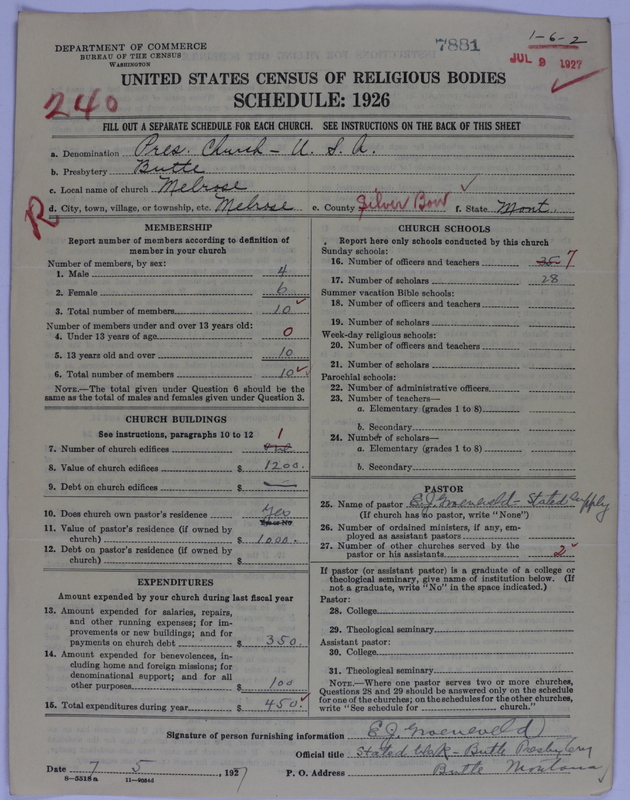 DEPARTMENT OF COMMERCE
BUREAU OF THE CENSUS
WASHINGTON
7881
1-6-2
JUL 9 1927
UNITED STATES CENSUS OF RELIGIOUS BODIES
SCHEDULE: 1926
240
FILL OUT A SEPARATE SCHEDULE FOR EACH CHURCH. SEE INSTRUCTIONS ON THE BACK OF THIS SHEET
a. Denomination Pres. Church - U. S. A.
b. Presbytery Butte
c. Local name of church Melrose
d. City, town, village, or township, etc. Melrose e. County Silver Bow f. State Mont.
R
MEMBERSHIP
Report number of members according to definition of
member in your church
Number of members, by sex:
1. Male 4
2. Female 6
3. Total number of members 10
Number of members under and over 13 years old:
4. Under 13 years of age 0
5. 13 years old and over 10
6. Total number of members 10
NOTE.—The total given under Question 6 should be the
same as the total of males and females given under Question 3.
CHURCH BUILDINGS
See instructions, paragraphs 10 to 12
7. Number of church edifices 1
8. Value of church edifices $ 1200.
9. Debt on church edifices $
10. Does church own pastor's residence Yes
Yes or No
11. Value of pastor's residence (if owned by
church) $ 1000.
12. Debt on pastor's residence (if owned by
church) $
EXPENDITURES
Amount expended by your church during last fiscal year
13. Amount expended for salaries, repairs,
and other running expenses; for im-
provements or new buildings; and for
payments on church debt $ 350.
14. Amount expended for benevolences, in-
cluding home and foreign missions; for
denominational support; and for all
other purposes $ 100
15. Total expenditures during year $ 450.
CHURCH SCHOOLS
Report here only schools conducted by this church
Sunday schools:
16. Number of officers and teachers 7
17. Number of scholars 28
Summer vacation Bible schools:
18. Number of officers and teachers
19. Number of scholars
Week-day religious schools:
20. Number of officers and teachers
21. Number of scholars
Parochial schools:
22. Number of administrative officers
23. Number of teachers—
a. Elementary (grades 1 to 8)
b. Secondary
24. Number of scholars—
a. Elementary (grades 1 to 8)
b. Secondary
PASTOR
25. Name of pastor E. J. Groeneveld - Stated Supply
(If church has no pastor, write "None")
26. Number of ordained ministers, if any, em-
ployed as assistant pastors
27. Number of other churches served by the
pastor or his assistants 2
If pastor (or assistant pastor) is a graduate of a college or
theological seminary, give name of institution below. (If
not a graduate, write "No" in the space indicated.)
Pastor:
28. College
29. Theological seminary
Assistant pastor:
30. College
31. Theological seminary
NOTE.—Where one pastor serves two or more churches,
Questions 28 and 29 should be answered only on the schedule
for one of the churches; on the schedules for the other churches,
write "See schedule for church."
Signature of person furnishing information E. J. Groeneveld
Official title Stated Clerk - Butte Presbytery
Date 7 5, 1927 P. O. Address Butte Montana
8-5518a 11-9054d